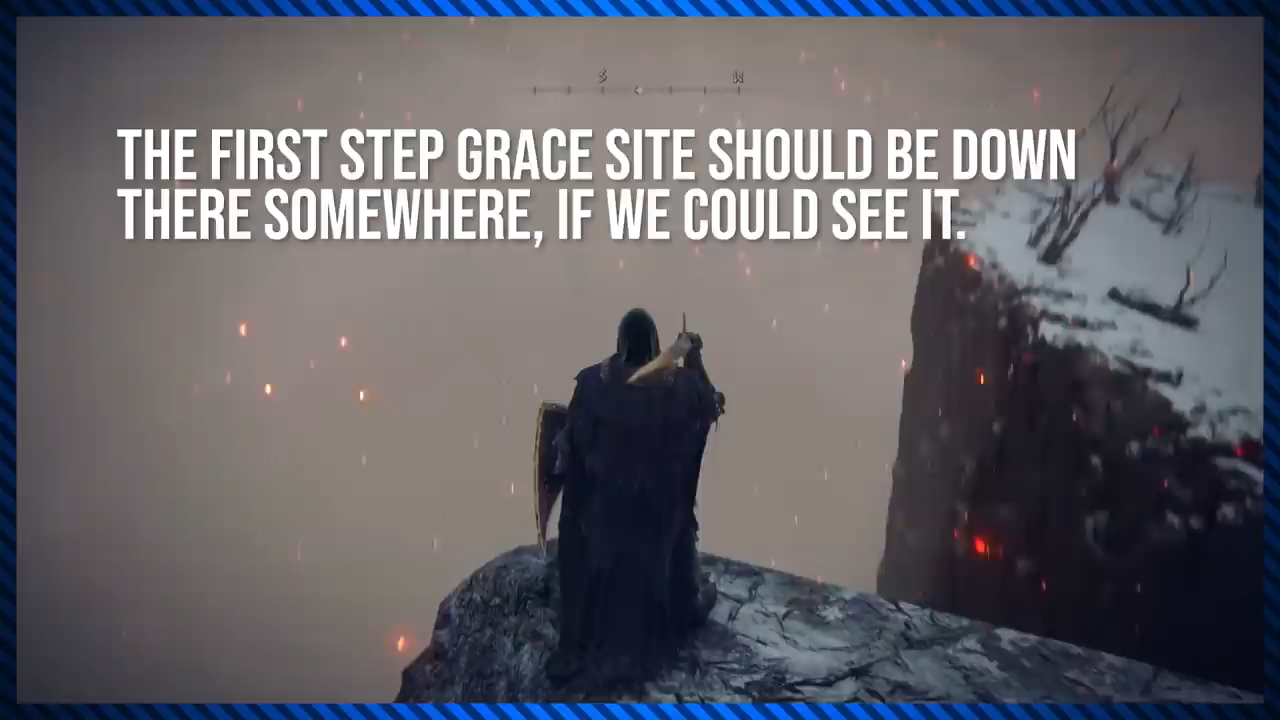 S W
THE FIRST STEP GRACE SITE SHOULD BE DOWN
THERE SOMEWHERE, IF WE COULD SEE IT.